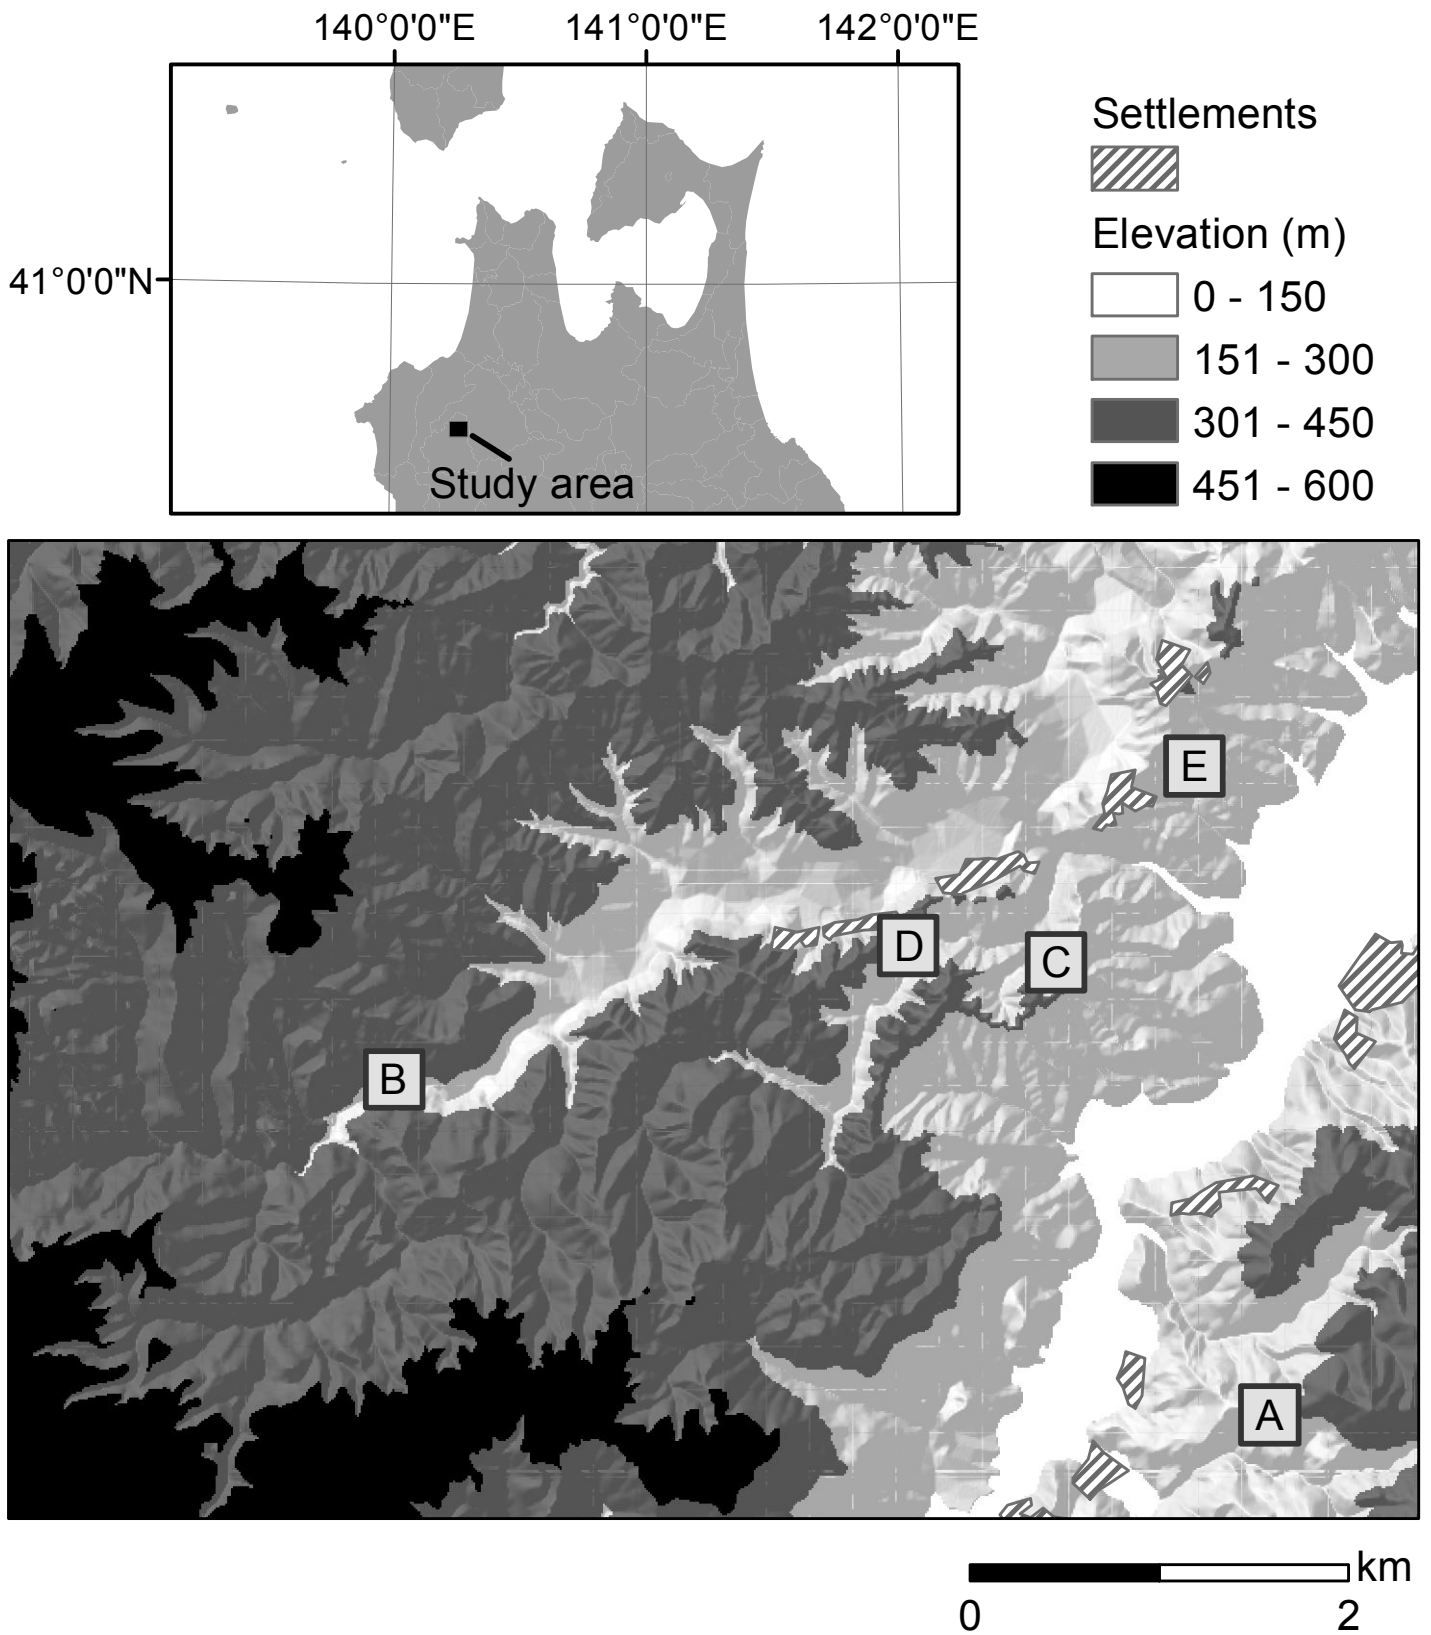 140°0'0"E 141°0'0"E 142°0'0"E
41°0'0"N
Study area
Settlements
Elevation (m)
0 - 150
151 - 300
301 - 450
451 - 600
E
D
C
B
A
km
0 2